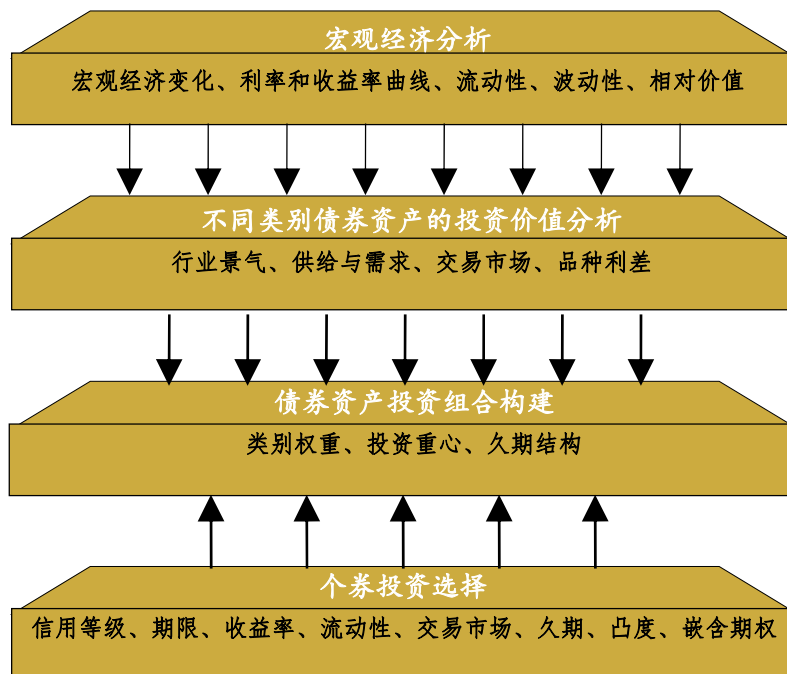 宏观经济分析
宏观经济变化、利率和收益率曲线、流动性、波动性、相对价值
不同类别债券资产的投资价值分析
行业景气、供给与需求、交易市场、品种利差
债券资产投资组合构建
类别权重、投资重心、久期结构
个券投资选择
信用等级、期限、收益率、流动性、交易市场、久期、凸度、嵌含期权